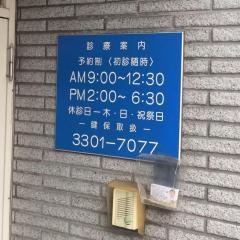 診療案内
予約制〈初診随時〉
AM9:00~12:30
PM2:00~6:30
休診日―木・日・祝祭日
―健保取扱―
3301-7077